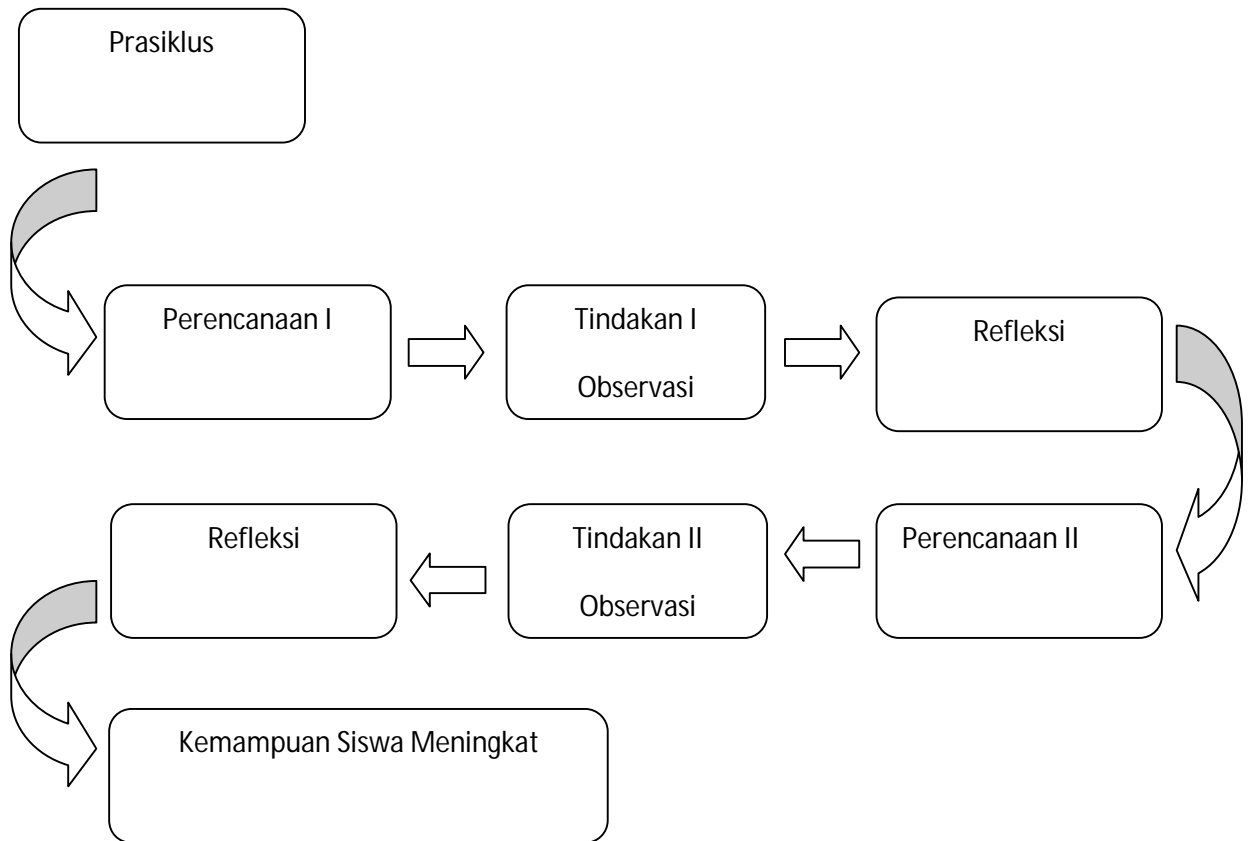 Prasiklus
Perencanaan I
Tindakan I
Observasi
Refleksi
Perencanaan II
Tindakan II
Observasi
Refleksi
Kemampuan Siswa Meningkat